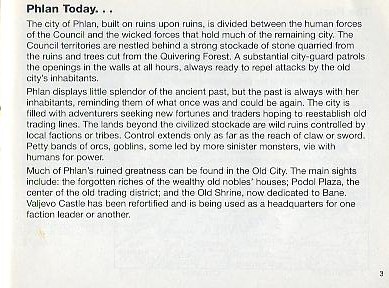 Phlan Today. . .
The city of Phlan, built on ruins upon ruins, is divided between the human forces
of the Council and the wicked forces that hold much of the remaining city. The
Council territories are nestled behind a strong stockade of stone quarried from
the ruins and trees cut from the Quivering Forest. A substantial city-guard patrols
the openings in the walls at all hours, always ready to repel attacks by the old
city's inhabitants.
Phlan displays little splendor of the ancient past, but the past is always with her
inhabitants, reminding them of what once was and could be again. The city is
filled with adventurers seeking new fortunes and traders hoping to reestablish old
trading lines. The lands beyond the civilized stockade are wild ruins controlled by
local factions or tribes. Control extends only as far as the reach of claw or sword.
Petty bands of orcs, goblins, some led by more sinister monsters, vie with
humans for power.
Much of Phlan's ruined greatness can be found in the Old City. The main sights
include: the forgotten riches of the wealthy old nobles' houses; Podol Plaza, the
center of the old trading district; and the Old Shrine, now dedicated to Bane.
Valjevo Castle has been refortified and is being used as a headquarters for one
faction leader or another.
3